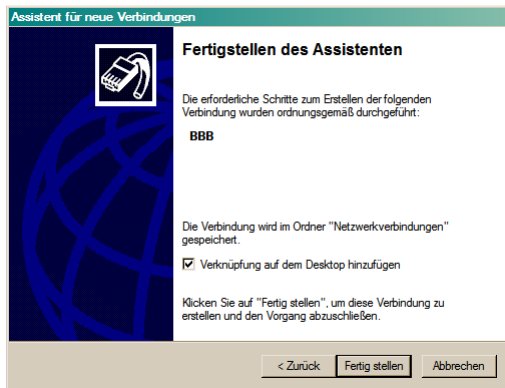 Assistent für neue Verbindungen
Fertigstellen des Assistenten
Die erforderliche Schritte zum Erstellen der folgenden
Verbindung wurden ordnungsgemäß durchgeführt:
BBB
Die Verbindung wird im Ordner "Netzwerkverbindungen"
gespeichert.
Verknüpfung auf dem Desktop hinzufügen
Klicken Sie auf "Fertig stellen", um diese Verbindung zu
erstellen und den Vorgang abzuschließen.
< Zurück Fertig stellen Abbrechen